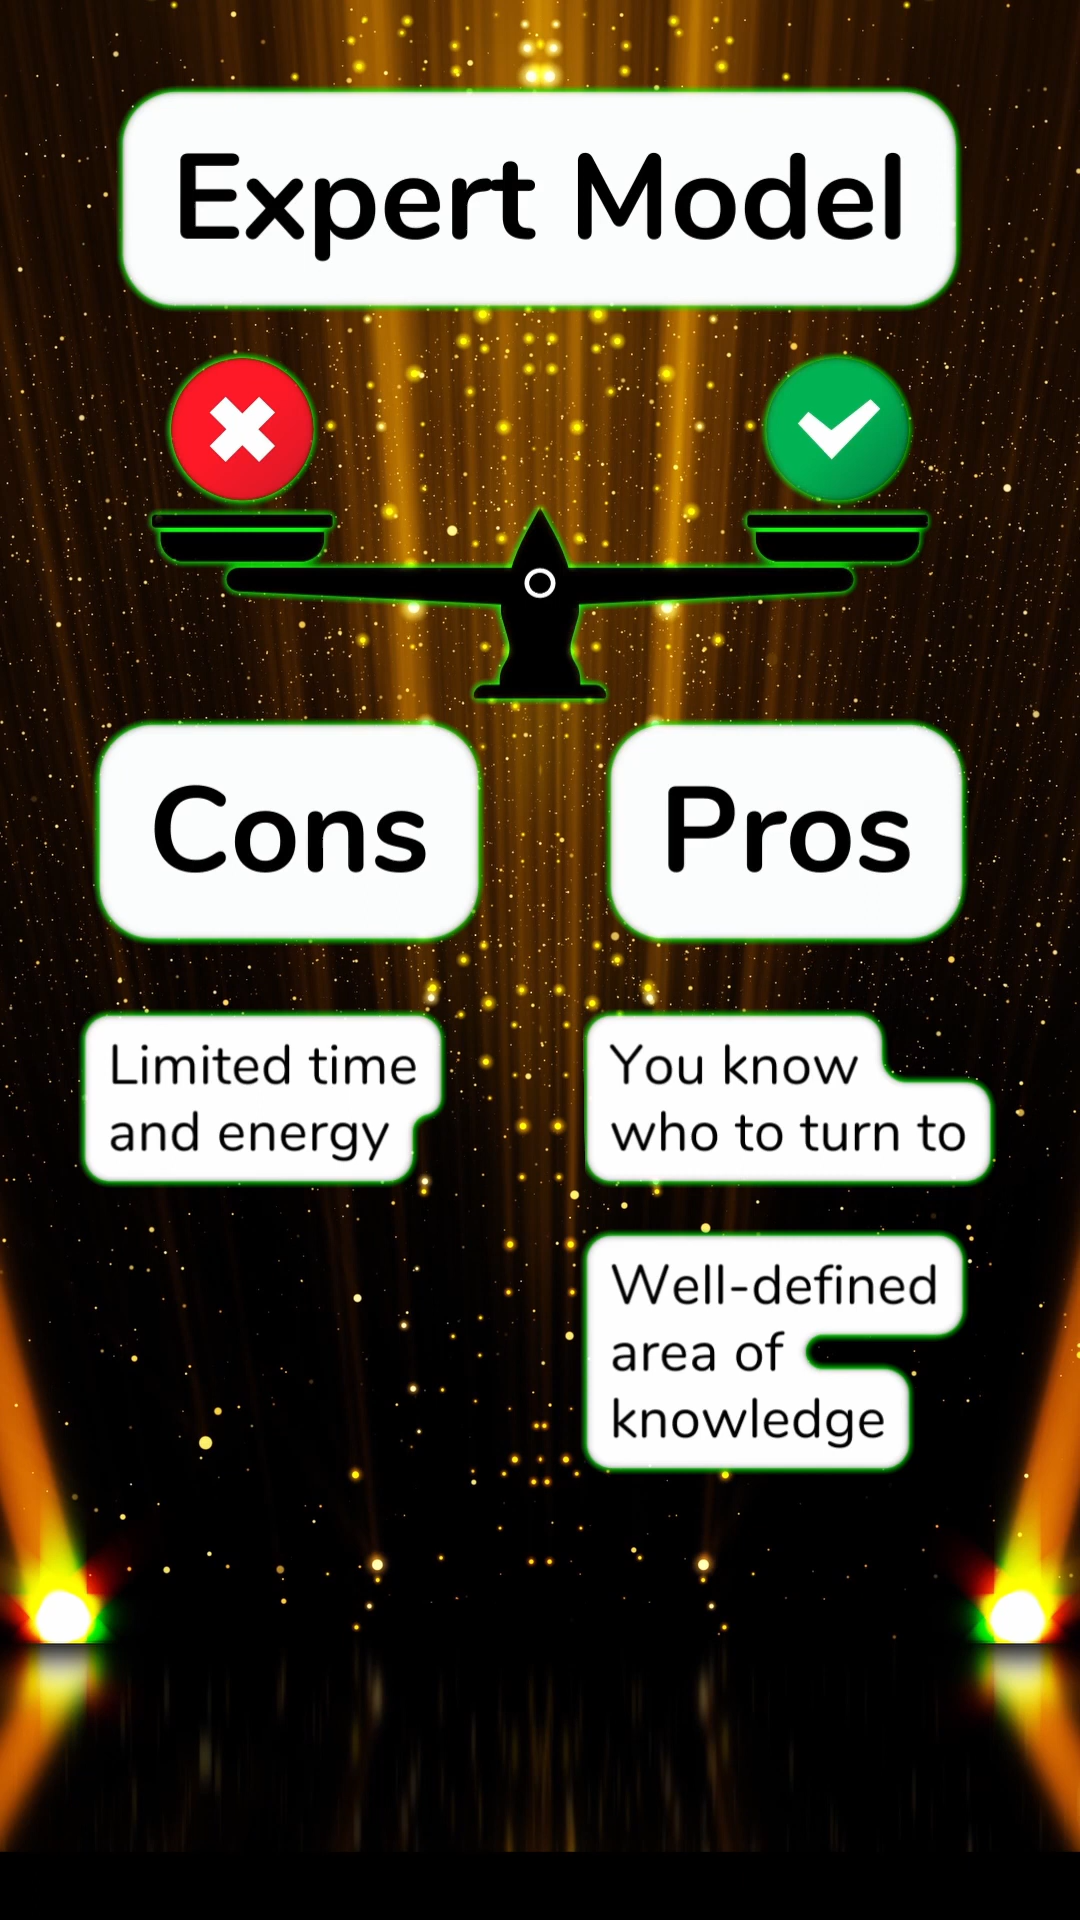 Expert Model
Cons
Pros
Limited time
and energy
You know
who to turn to
Well-defined
area of
knowledge